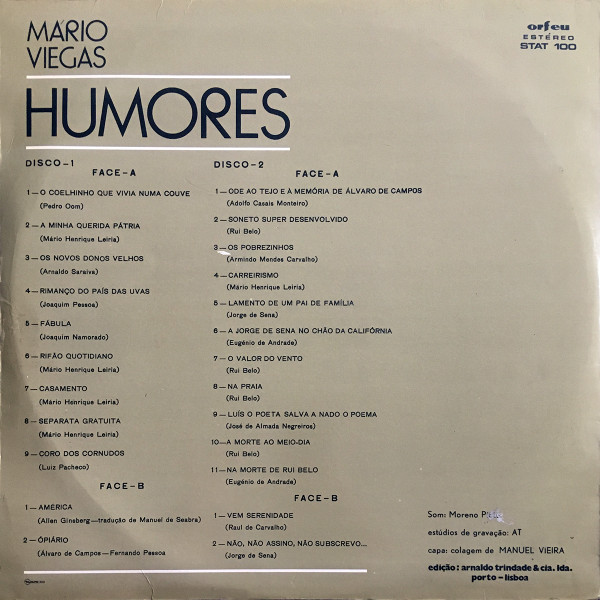 MÁRIO
VIEGAS
HUMORES
orfeu
ESTÉREO
STAT 100
DISCO-1
FACE-A
1—O COELHINHO QUE VIVIA NUMA COUVE
(Pedro Oom)
2—A MINHA QUERIDA PÁTRIA
(Mário Henrique Leiria)
3—OS NOVOS DONOS VELHOS
(Arnaldo Saraiva)
4—RIMANÇO DO PAÍS DAS UVAS
(Joaquim Pessoa)
5—FÁBULA
(Joaquim Namorado)
6—RIFÃO QUOTIDIANO
(Mário Henrique Leiria)
7—CASAMENTO
(Mário Henrique Leiria)
8—SEPARATA GRATUITA
(Mário Henrique Leiria)
9—CORO DOS CORNUDOS
(Luiz Pacheco)
FACE-B
1—AMÉRICA
(Allen Ginsberg—tradução de Manuel de Seabra)
2—ÓPIÁRIO
(Álvaro de Campos—Fernando Pessoa
DISCO-2
FACE-A
1—ODE AO TEJO E À MEMÓRIA DE ÁLVARO DE CAMPOS
(Adolfo Casais Monteiro)
2—SONETO SUPER DESENVOLVIDO
(Rui Belo)
3—OS POBREZINHOS
(Armindo Mendes Carvalho)
4—CARREIRISMO
(Mário Henrique Leiria)
5—LAMENTO DE UM PAI DE FAMÍLIA
(Jorge de Sena)
6—A JORGE DE SENA NO CHÃO DA CALIFÓRNIA
(Eugénio de Andrade)
7—O VALOR DO VENTO
(Rui Belo)
8—NA PRAIA
(Rui Belo)
9—LUÍS O POETA SALVA A NADO O POEMA
(José de Almada Negreiros)
10—A MORTE AO MEIO-DIA
(Rui Belo)
11—NA MORTE DE RUI BELO
(Eugénio de Andrade)
FACE-B
1—VEM SERENIDADE
(Raul de Carvalho)
2—NÃO, NÃO ASSINO, NÃO SUBSCREVO...
(Jorge de Sena)
Som: Moreno
estúdios de gravação: AT
capa: colagem de MANUEL VIEIRA
edição: arnaldo trindade & cia. lda.
porto-lisboa